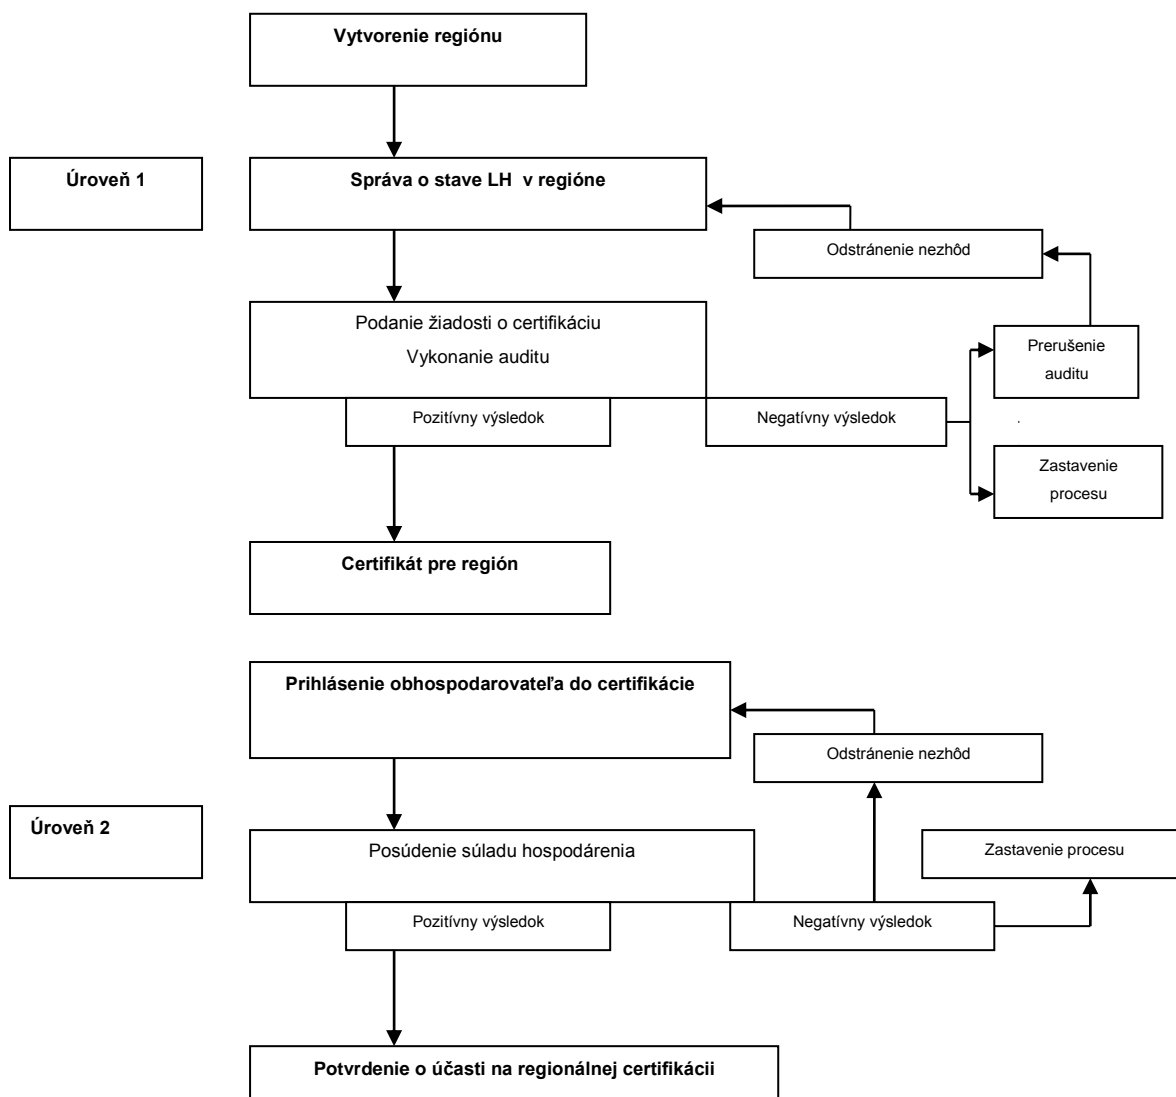 Vytvorenie regiónu
Úroveň 1
Správa o stave LH v regióne
Odstránenie nezhôd
Podanie žiadosti o certifikáciu
Vykonanie auditu
Prerušenie
auditu
Pozitívny výsledok
Negatívny výsledok
.
Zastavenie
procesu
Certifikát pre región
Prihlásenie obhospodarovateľa do certifikácie
Odstránenie nezhôd
Úroveň 2
Posúdenie súladu hospodárenia
Zastavenie procesu
Pozitívny výsledok
Negatívny výsledok
Potvrdenie o účasti na regionálnej certifikácii